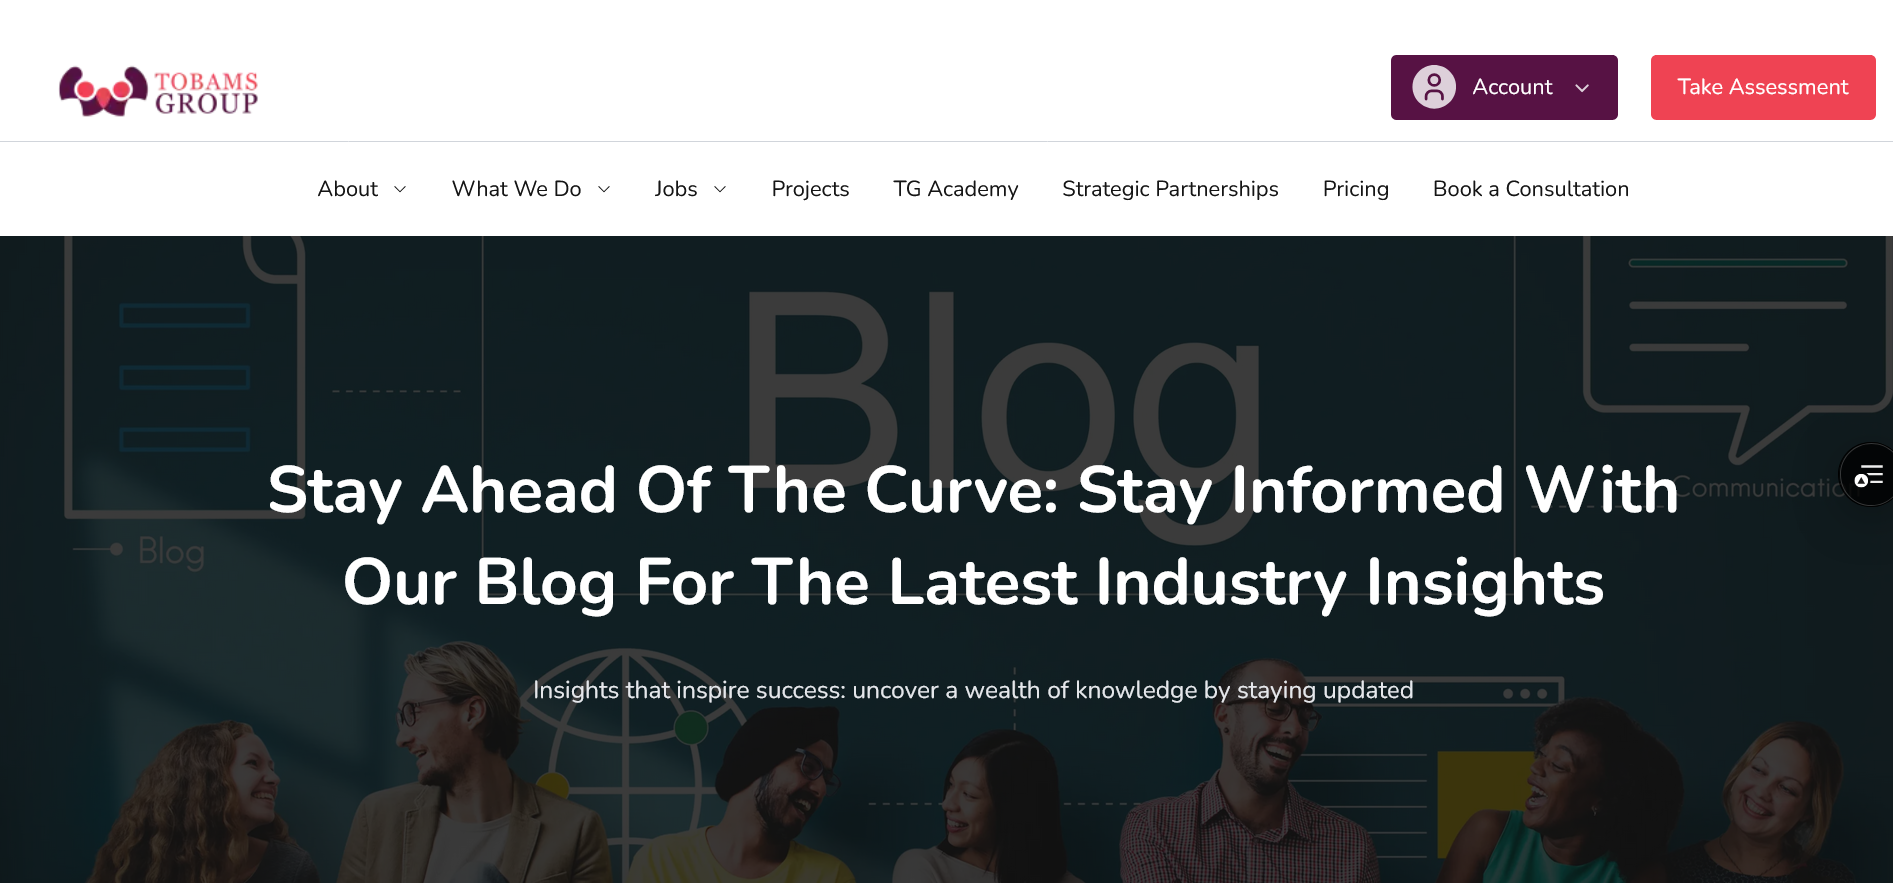 TOBAMS
GROUP
Account
Take Assessment
About
What We Do
Jobs
Projects
TG Academy
Strategic Partnerships
Pricing
Book a Consultation
Blog
Stay Ahead Of The Curve: Stay Informed With
Our Blog For The Latest Industry Insights
Communication
Blog
Insights that inspire success: uncover a wealth of knowledge by staying updated